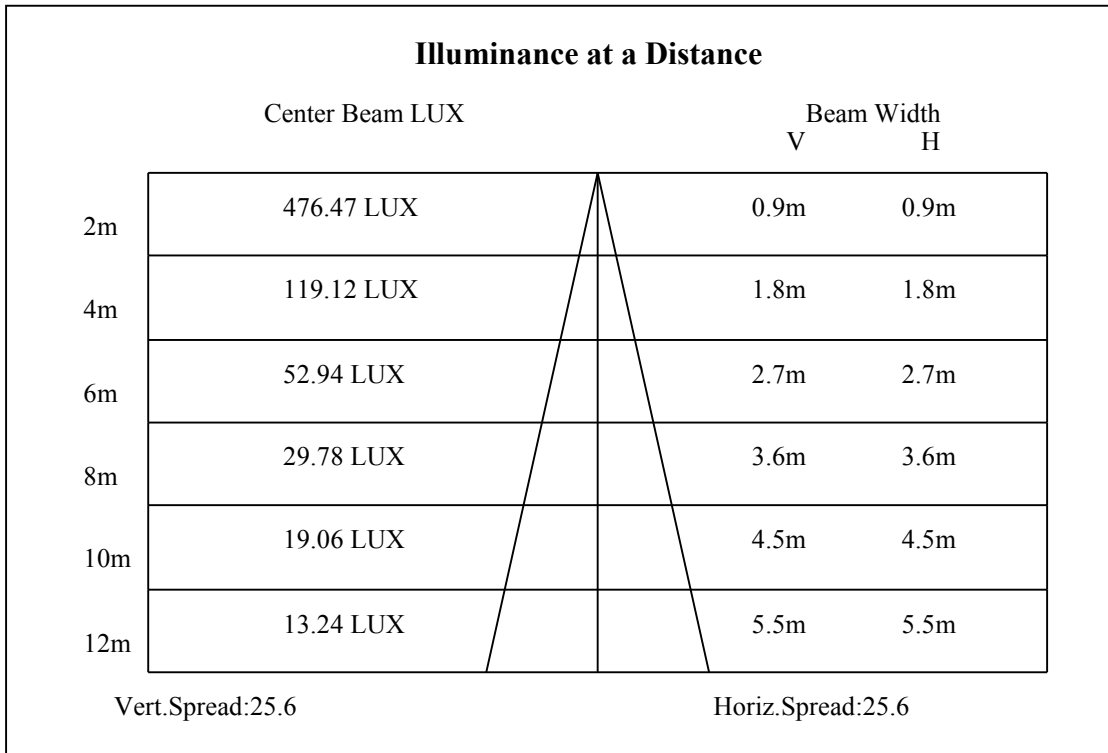 Illuminance at a Distance
Center Beam LUX Beam Width
V H
2m 476.47 LUX 0.9m 0.9m
4m 119.12 LUX 1.8m 1.8m
6m 52.94 LUX 2.7m 2.7m
8m 29.78 LUX 3.6m 3.6m
10m 19.06 LUX 4.5m 4.5m
12m 13.24 LUX 5.5m 5.5m
Vert.Spread:25.6 Horiz.Spread:25.6